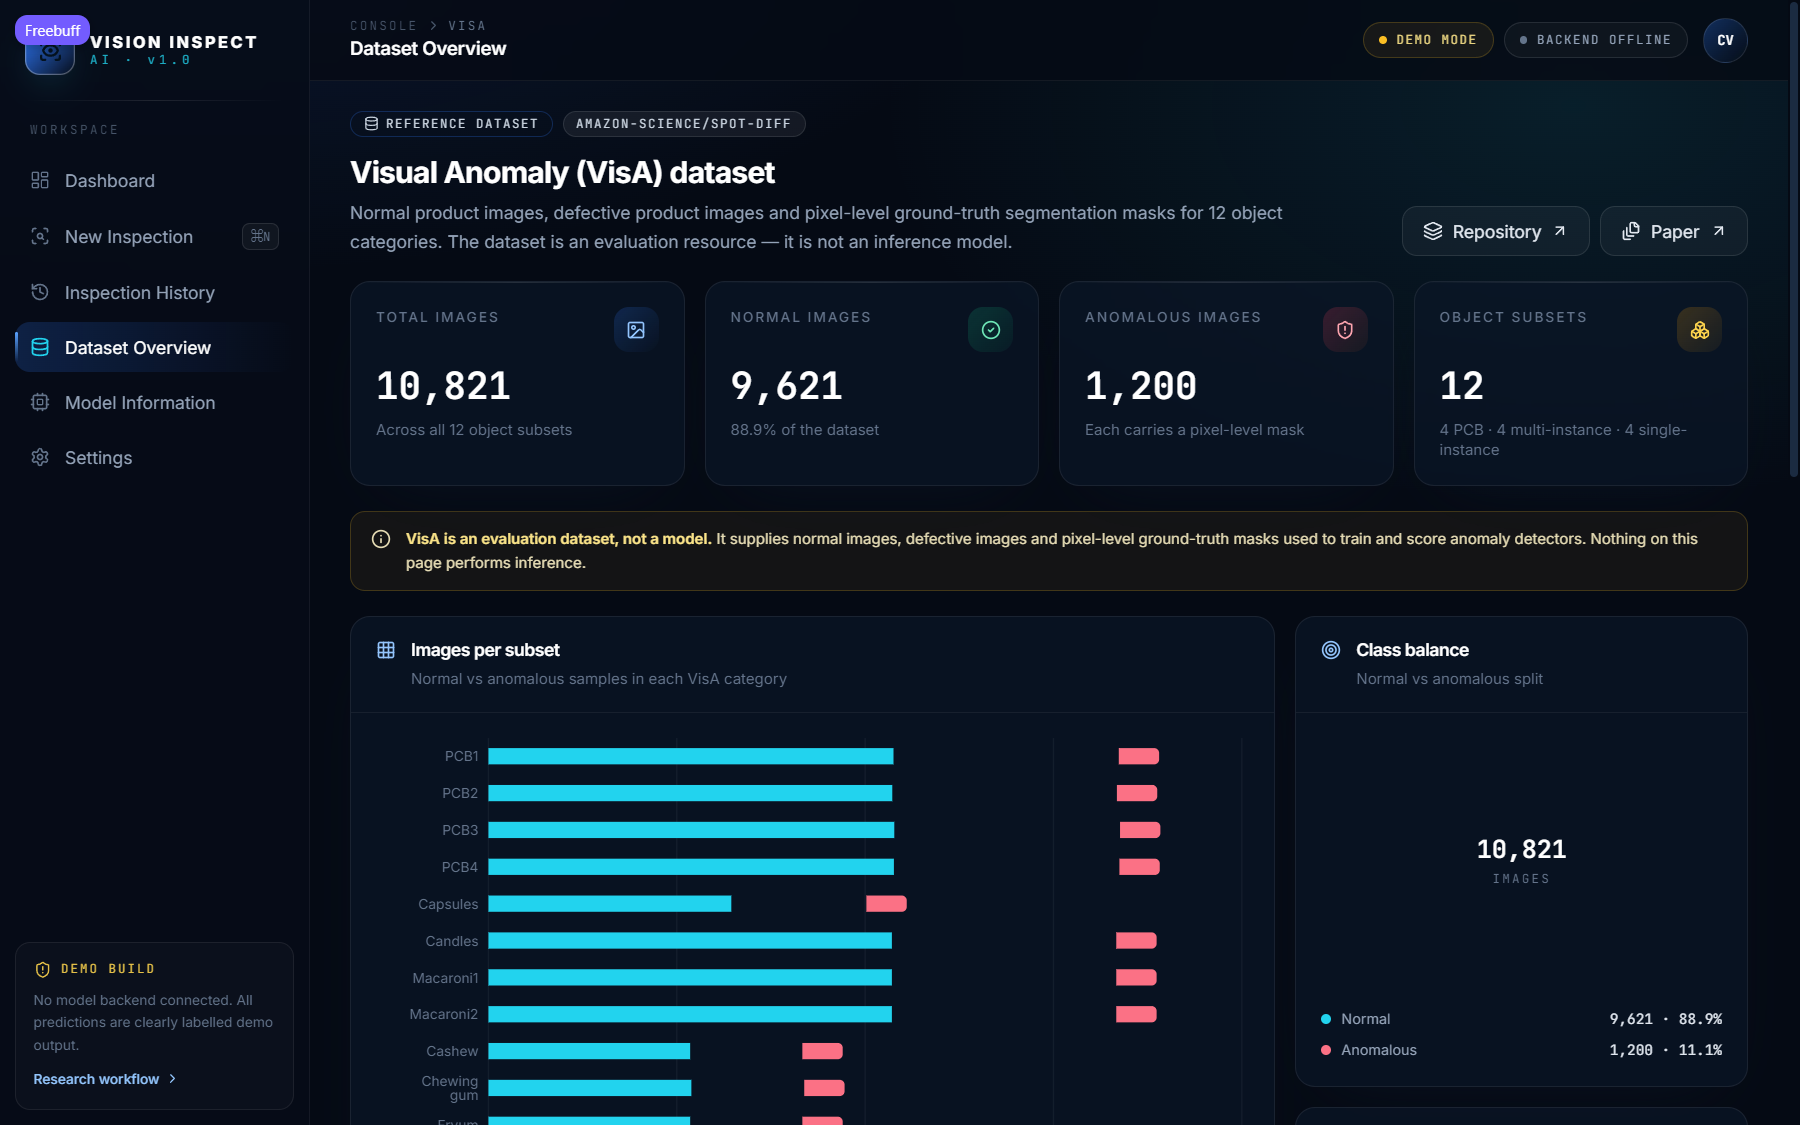 Freebuff
VISION INSPECT
AI · v1.0
WORKSPACE
Dashboard
New Inspection
⌘N
Inspection History
Dataset Overview
Model Information
Settings
DEMO BUILD
No model backend connected. All
predictions are clearly labelled demo
output.
Research workflow
CONSOLE > VISA
Dataset Overview
DEMO MODE
BACKEND OFFLINE
CV
REFERENCE DATASET
AMAZON-SCIENCE/SPOT-DIFF
Visual Anomaly (VisA) dataset
Normal product images, defective product images and pixel-level ground-truth segmentation masks for 12 object
categories. The dataset is an evaluation resource — it is not an inference model.
Repository
Paper
TOTAL IMAGES
10,821
Across all 12 object subsets
NORMAL IMAGES
9,621
88.9% of the dataset
ANOMALOUS IMAGES
1,200
Each carries a pixel-level mask
OBJECT SUBSETS
12
4 PCB · 4 multi-instance · 4 single-
instance
VisA is an evaluation dataset, not a model. It supplies normal images, defective images and pixel-level ground-truth masks used to train and score anomaly detectors. Nothing on this
page performs inference.
Images per subset
Normal vs anomalous samples in each VisA category
PCB1
PCB2
PCB3
PCB4
Capsules
Candles
Macaroni1
Macaroni2
Cashew
Chewing
gum
Fryum
Class balance
Normal vs anomalous split
10,821
IMAGES
Normal
9,621 · 88.9%
Anomalous
1,200 · 11.1%